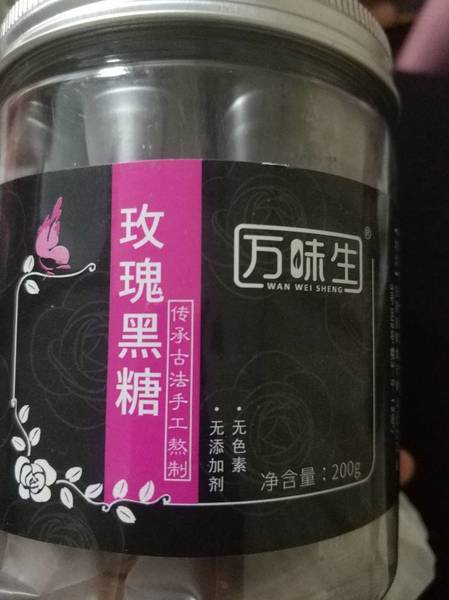 玫瑰黑糖
传承古法手工熬制
万味生
®
WAN WEI SHENG
·无色素
·无添加剂
净含量：200g